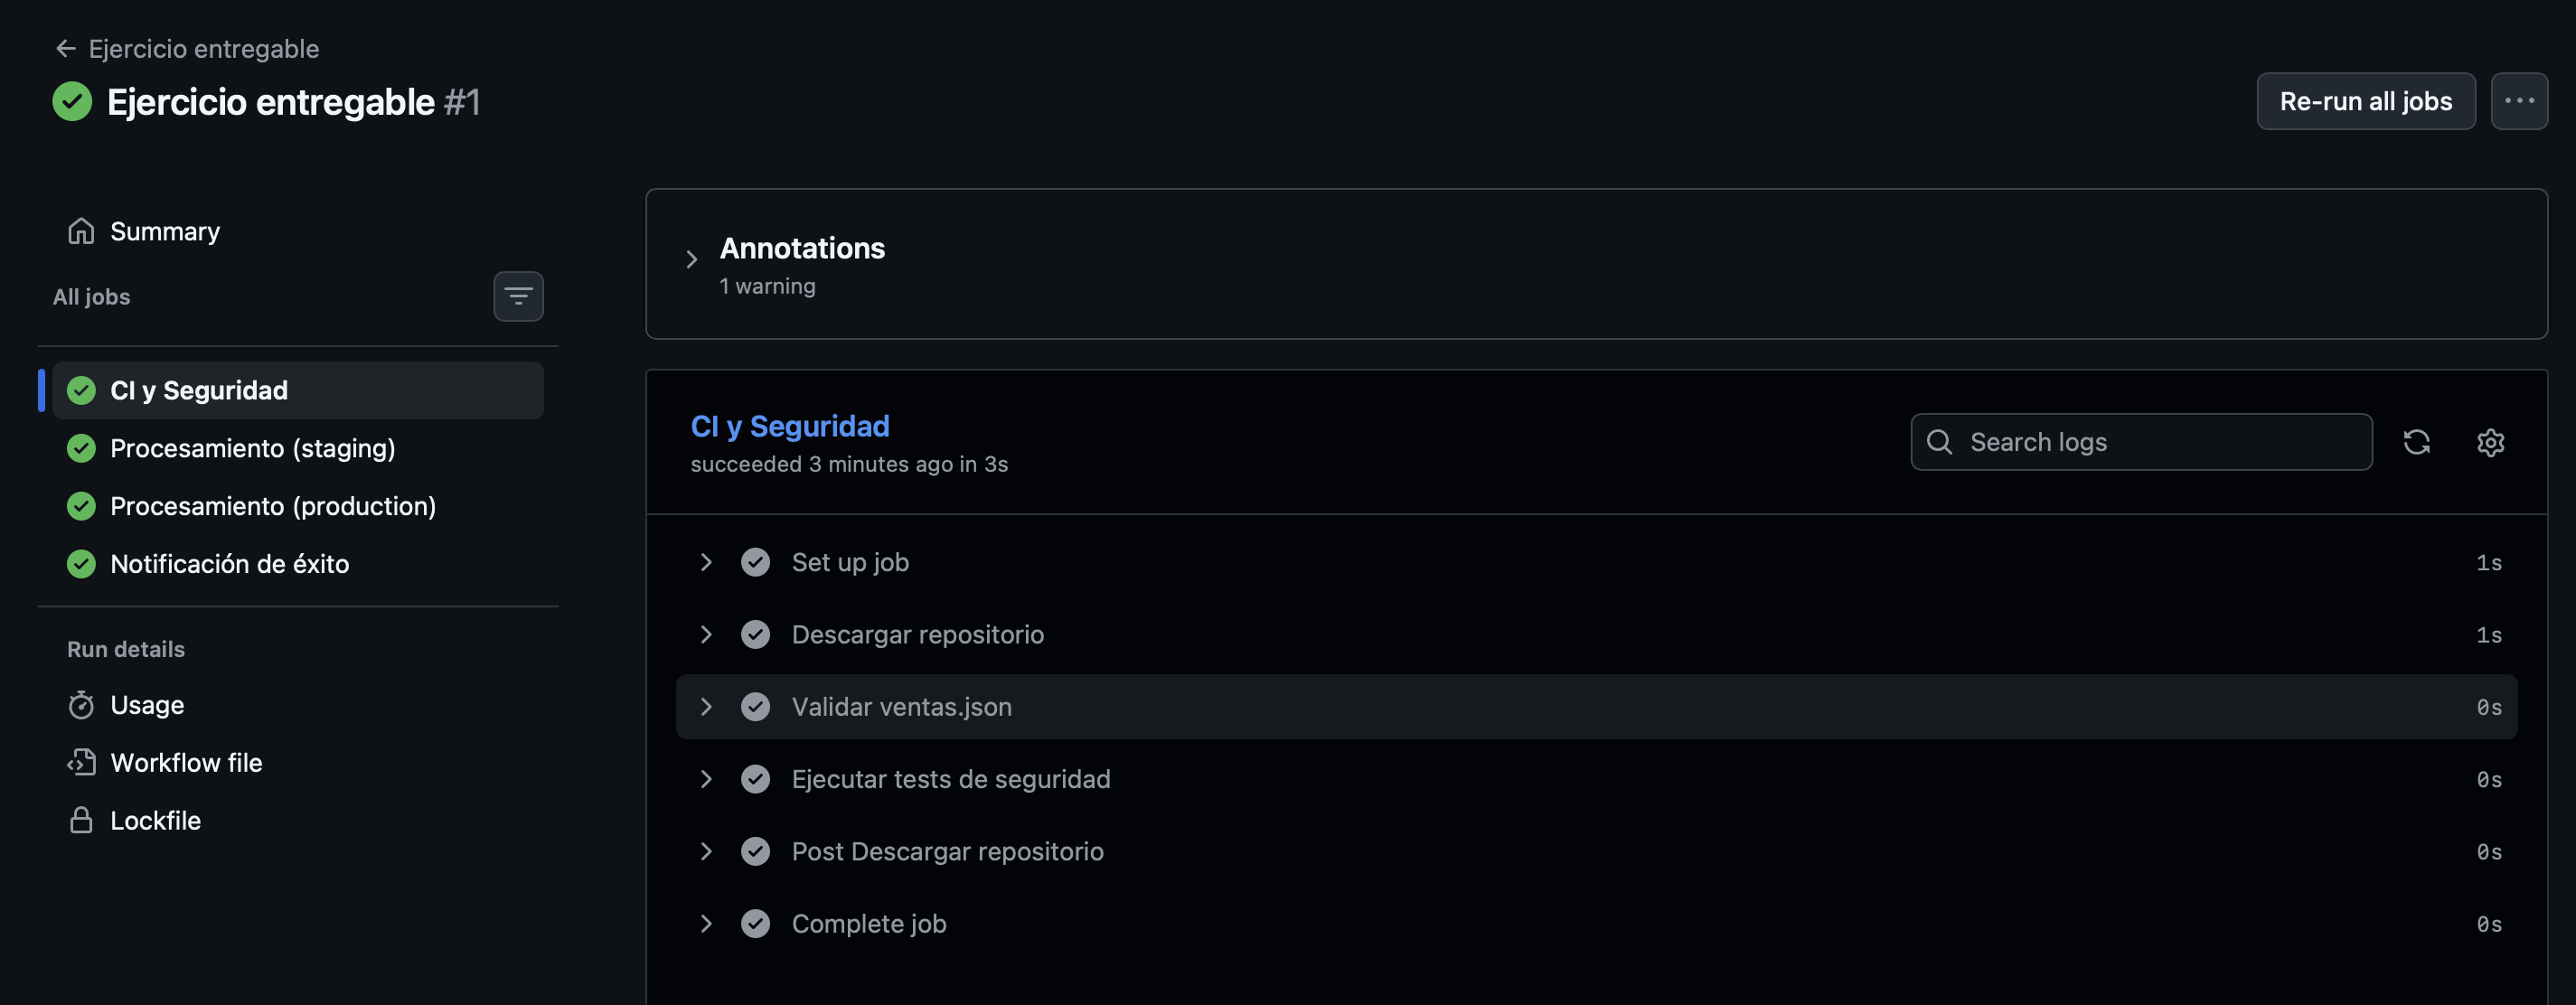 Ejercicio entregable
Ejercicio entregable #1
Re-run all jobs
Summary
All jobs
CI y Seguridad
Procesamiento (staging)
Procesamiento (production)
Notificación de éxito
Run details
Usage
Workflow file
Lockfile
Annotations
1 warning
CI y Seguridad
succeeded 3 minutes ago in 3s
Search logs
Set up job 1s
Descargar repositorio 1s
Validar ventas.json 0s
Ejecutar tests de seguridad 0s
Post Descargar repositorio 0s
Complete job 0s